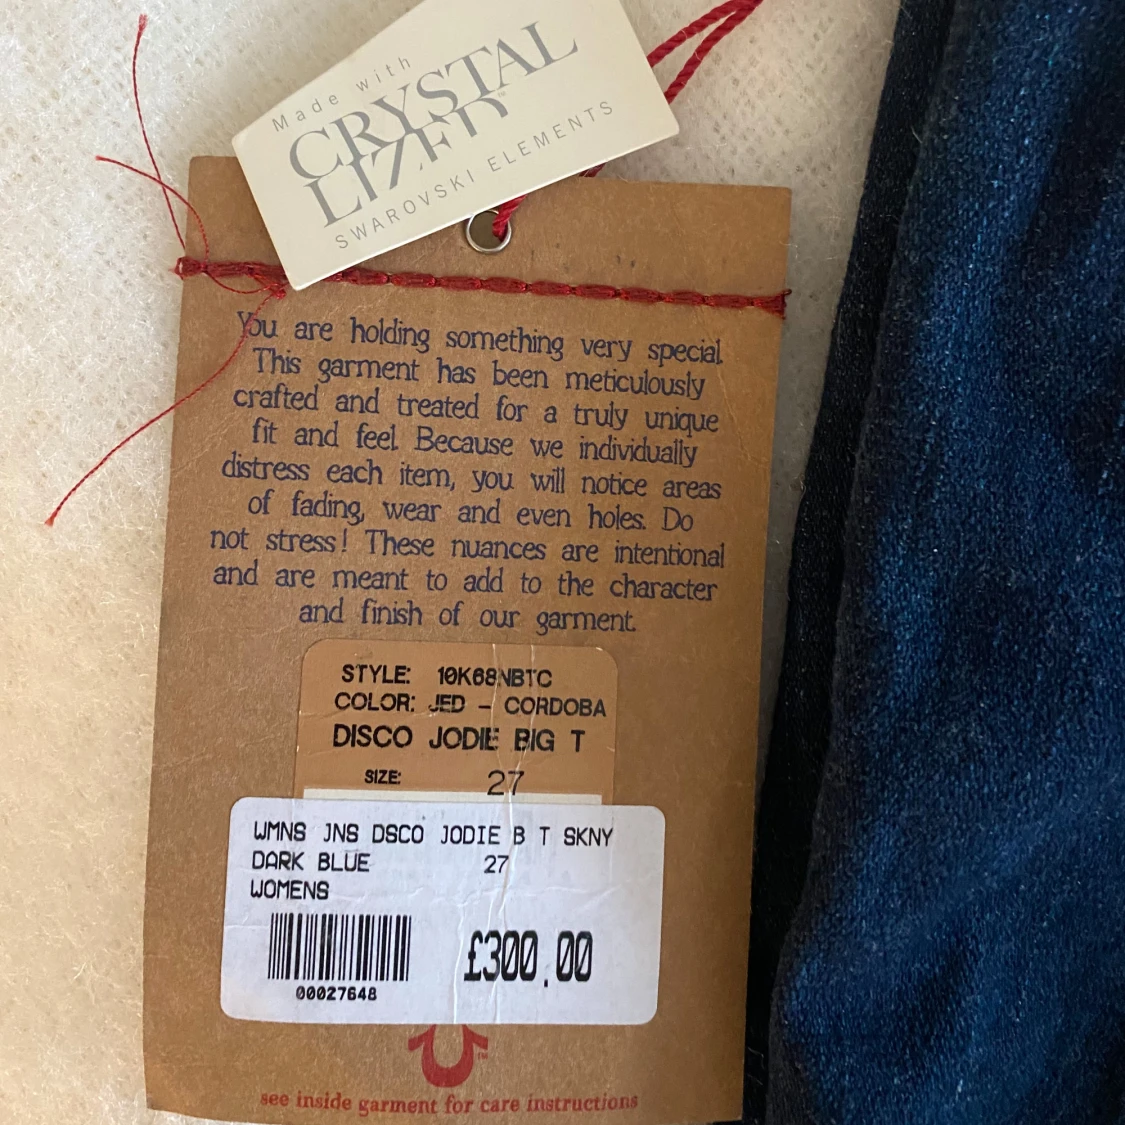 Made with
CRYSTAL
LIZED™
SWAROVSKI ELEMENTS
You are holding something very special.
This garment has been meticulously
crafted and treated for a truly unique
fit and feel. Because we individually
distress each item, you will notice areas
of fading, wear and even holes. Do
not stress! These nuances are intentional
and are meant to add to the character
and finish of our garment.
STYLE: 10K68NBTC
COLOR: JED - CORDOBA
DISCO JODIE BIG T
SIZE: 27
WMNS JNS DSCO JODIE B T SKNY
DARK BLUE 27
WOMENS
£300.00
00027648
™
see inside garment for care instructions